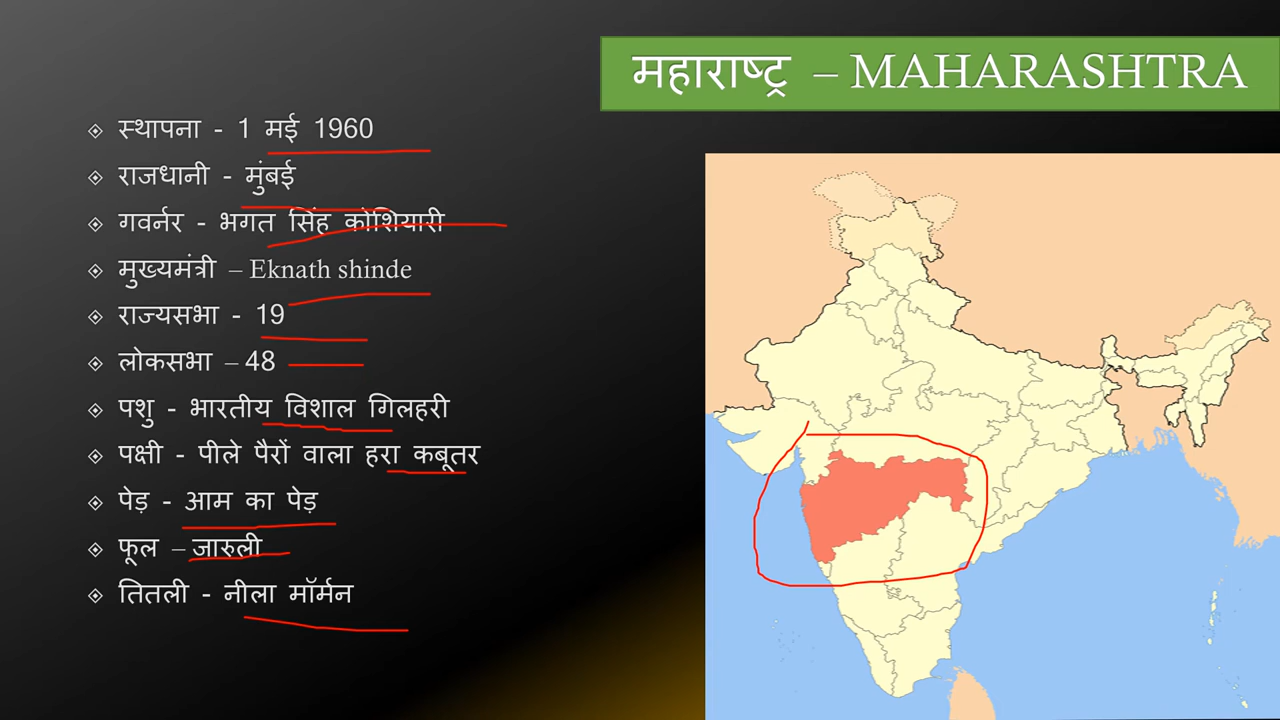 महाराष्ट्र – MAHARASHTRA
स्थापना - 1 मई 1960
राजधानी - मुंबई
गवर्नर - भगत सिंह कोशियारी
मुख्यमंत्री – Eknath shinde
राज्यसभा - 19
लोकसभा – 48
पशु - भारतीय विशाल गिलहरी
पक्षी - पीले पैरों वाला हरा कबूतर
पेड़ - आम का पेड़
फूल – जारुली
तितली - नीला मॉर्मन